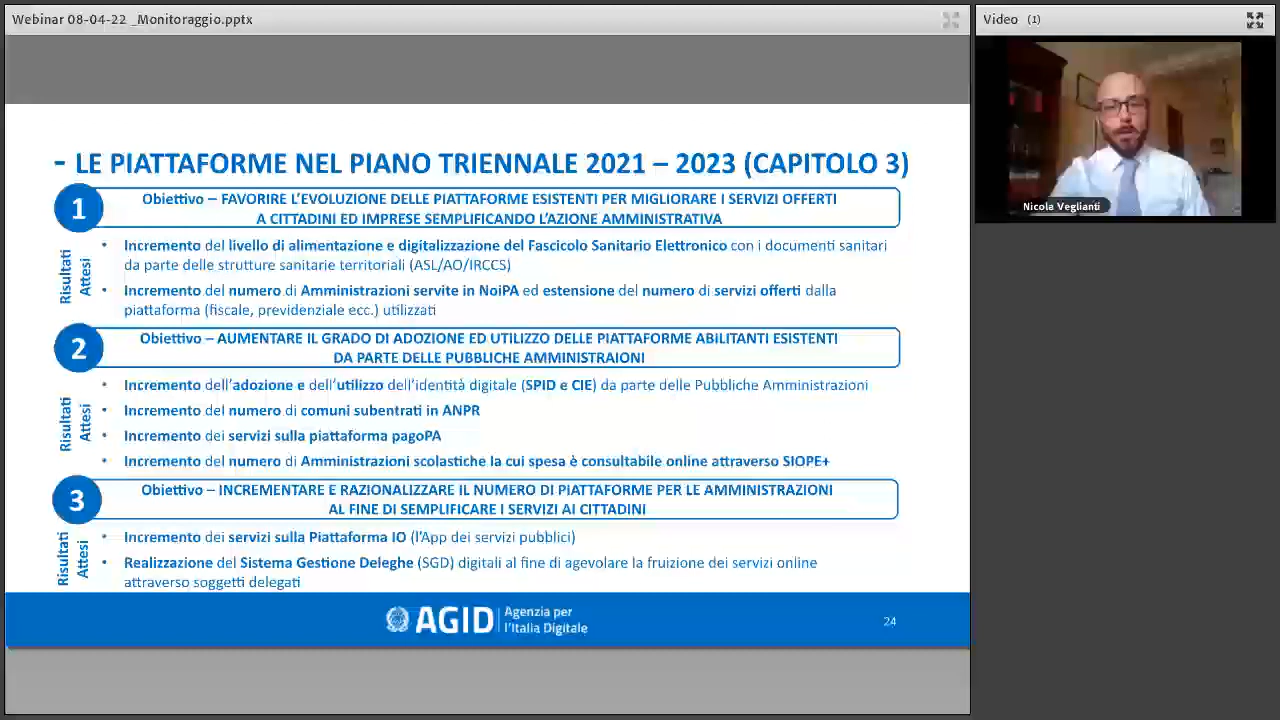 Webinar 08-04-22 _Monitoraggio.pptx
Video (1)
Nicola Veglianti
- LE PIATTAFORME NEL PIANO TRIENNALE 2021 – 2023 (CAPITOLO 3)
1
Obiettivo – FAVORIRE L'EVOLUZIONE DELLE PIATTAFORME ESISTENTI PER MIGLIORARE I SERVIZI OFFERTI
A CITTADINI ED IMPRESE SEMPLIFICANDO L'AZIONE AMMINISTRATIVA
Risultati
Attesi
• Incremento del livello di alimentazione e digitalizzazione del Fascicolo Sanitario Elettronico con i documenti sanitari
da parte delle strutture sanitarie territoriali (ASL/AO/IRCCS)
• Incremento del numero di Amministrazioni servite in NoiPA ed estensione del numero di servizi offerti dalla
piattaforma (fiscale, previdenziale ecc.) utilizzati
2
Obiettivo – AUMENTARE IL GRADO DI ADOZIONE ED UTILIZZO DELLE PIATTAFORME ABILITANTI ESISTENTI
DA PARTE DELLE PUBBLICHE AMMINISTRAIONI
Risultati
Attesi
• Incremento dell'adozione e dell'utilizzo dell'identità digitale (SPID e CIE) da parte delle Pubbliche Amministrazioni
• Incremento del numero di comuni subentrati in ANPR
• Incremento dei servizi sulla piattaforma pagoPA
• Incremento del numero di Amministrazioni scolastiche la cui spesa è consultabile online attraverso SIOPE+
3
Obiettivo – INCREMENTARE E RAZIONALIZZARE IL NUMERO DI PIATTAFORME PER LE AMMINISTRAZIONI
AL FINE DI SEMPLIFICARE I SERVIZI AI CITTADINI
Risultati
Attesi
• Incremento dei servizi sulla Piattaforma IO (l'App dei servizi pubblici)
• Realizzazione del Sistema Gestione Deleghe (SGD) digitali al fine di agevolare la fruizione dei servizi online
attraverso soggetti delegati
AGID
Agenzia per
l'Italia Digitale
24